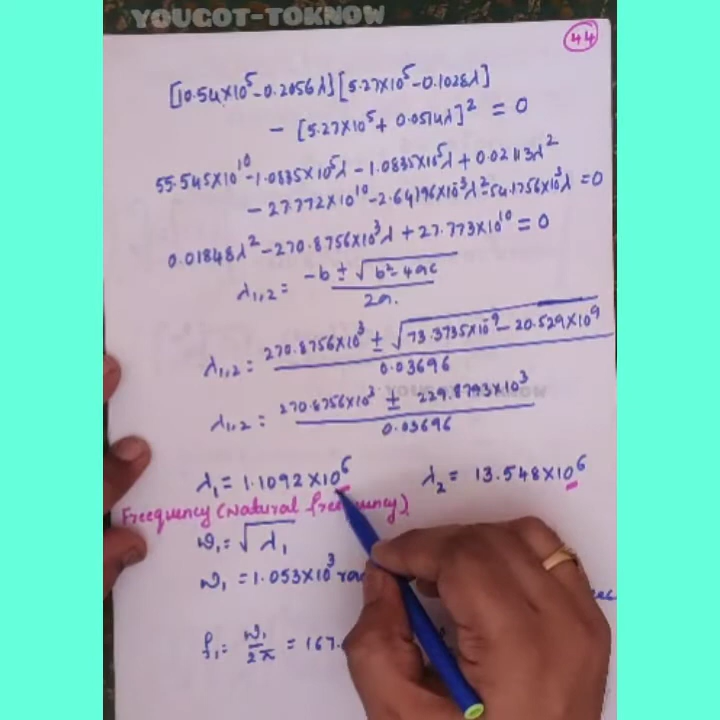 YOUGOT-TOKNOW
44
[10.54×10⁵-0.2056λ][5.27×10⁵-0.1028λ]
- [5.27×10⁵+ 0.0514λ]² = 0
55.545×10¹⁰-1.0835×10⁵λ - 1.0835×10⁵λ + 0.02113λ²
- 27.772×10¹⁰-2.64196×10⁻³λ²-54.1756×10³λ =0
0.01848λ²-270.8756×10³λ + 27.773×10¹⁰ = 0
λ₁,₂ = -b ± √b²-4ac / 2a.
λ₁,₂ = 270.8756×10³ ± √73.3735×10⁻⁹ - 20.529×10⁹ / 0.03696
λ₁,₂ = 270.8756×10³ ± 229.8793×10³ / 0.03696
λ₁ = 1.1092×10⁶ λ₂ = 13.548×10⁶
Freequency (Natural frequency)
ω₁ = √λ₁
ω₁ = 1.053×10³
f₁ = ω₁/2π = 167.